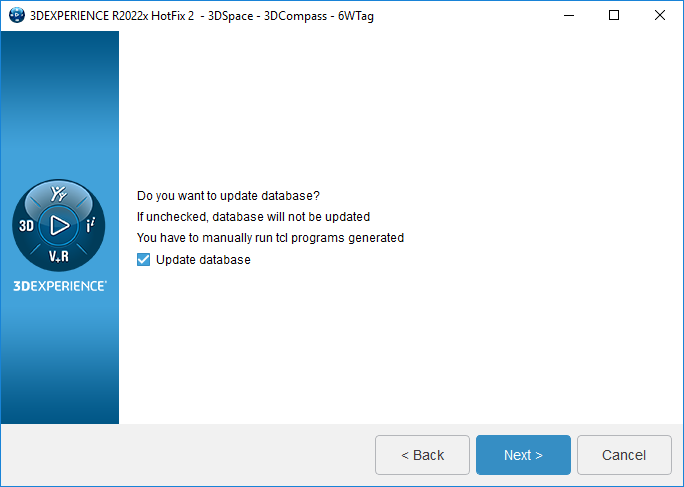 3DEXPERIENCE R2022x HotFix 2  - 3DSpace - 3DCompass - 6WTag
Do you want to update database?
If unchecked, database will not be updated
You have to manually run tcl programs generated
Update database
3D
i²
V+R
3DEXPERIENCE
< Back
Next >
Cancel